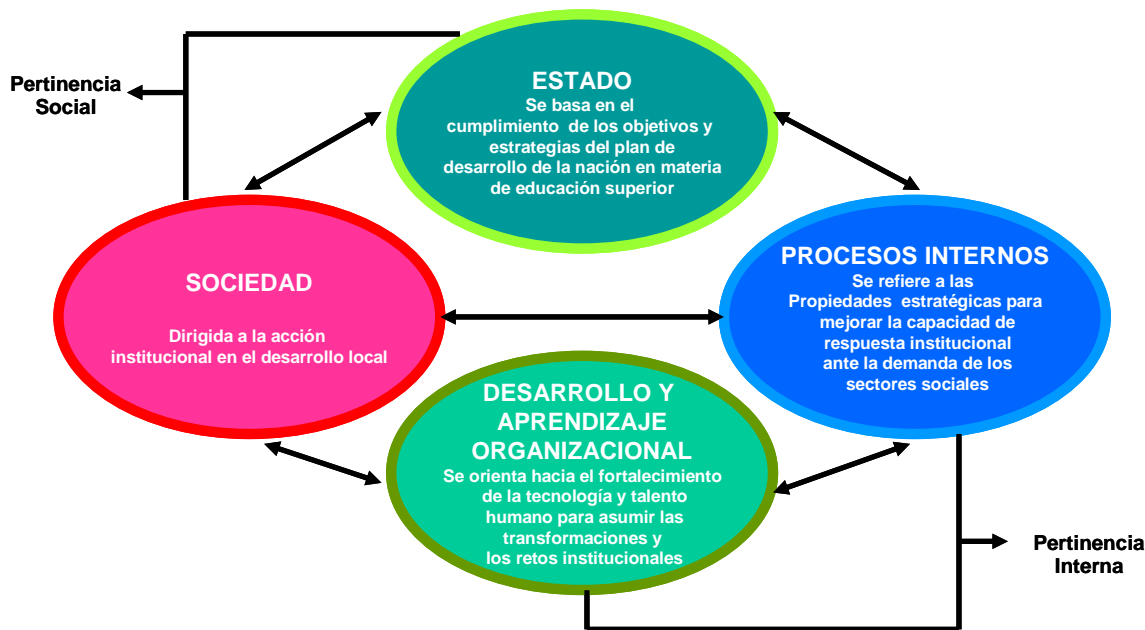 Pertinencia
Social
ESTADO
Se basa en el
cumplimiento de los objetivos y
estrategias del plan de
desarrollo de la nación en materia
de educación superior
SOCIEDAD
Dirigida a la acción
institucional en el desarrollo local
PROCESOS INTERNOS
Se refiere a las
Propiedades estratégicas para
mejorar la capacidad de
respuesta institucional
ante la demanda de los
sectores sociales
DESARROLLO Y
APRENDIZAJE
ORGANIZACIONAL
Se orienta hacia el fortalecimiento
de la tecnología y talento
humano para asumir las
transformaciones y
los retos institucionales
Pertinencia
Interna